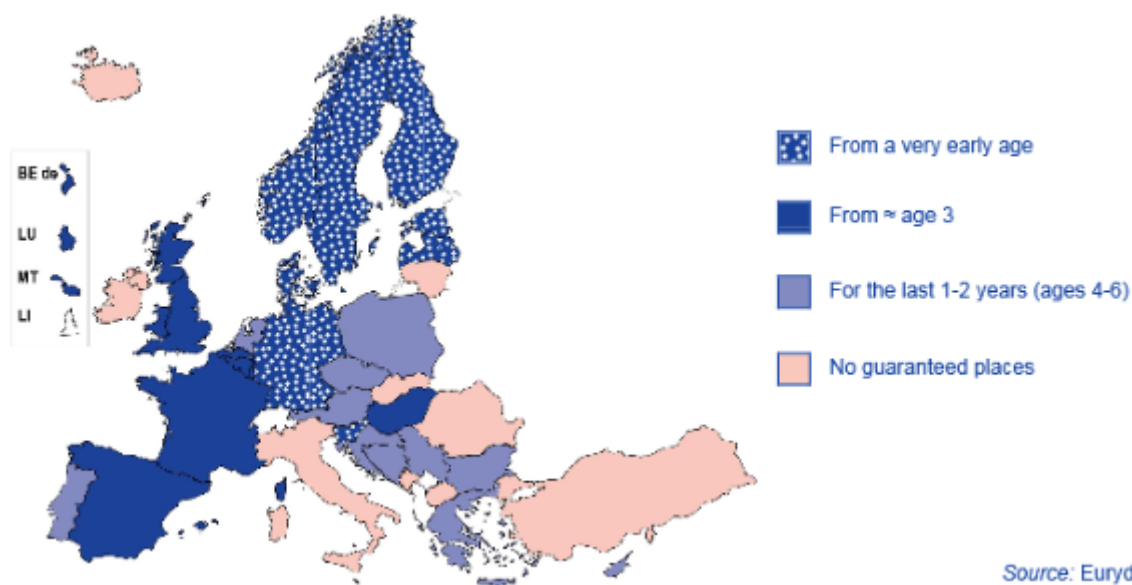 BE de
LU
MT
LI
From a very early age
From ≈ age 3
For the last 1-2 years (ages 4-6)
No guaranteed places
Source: Euryd